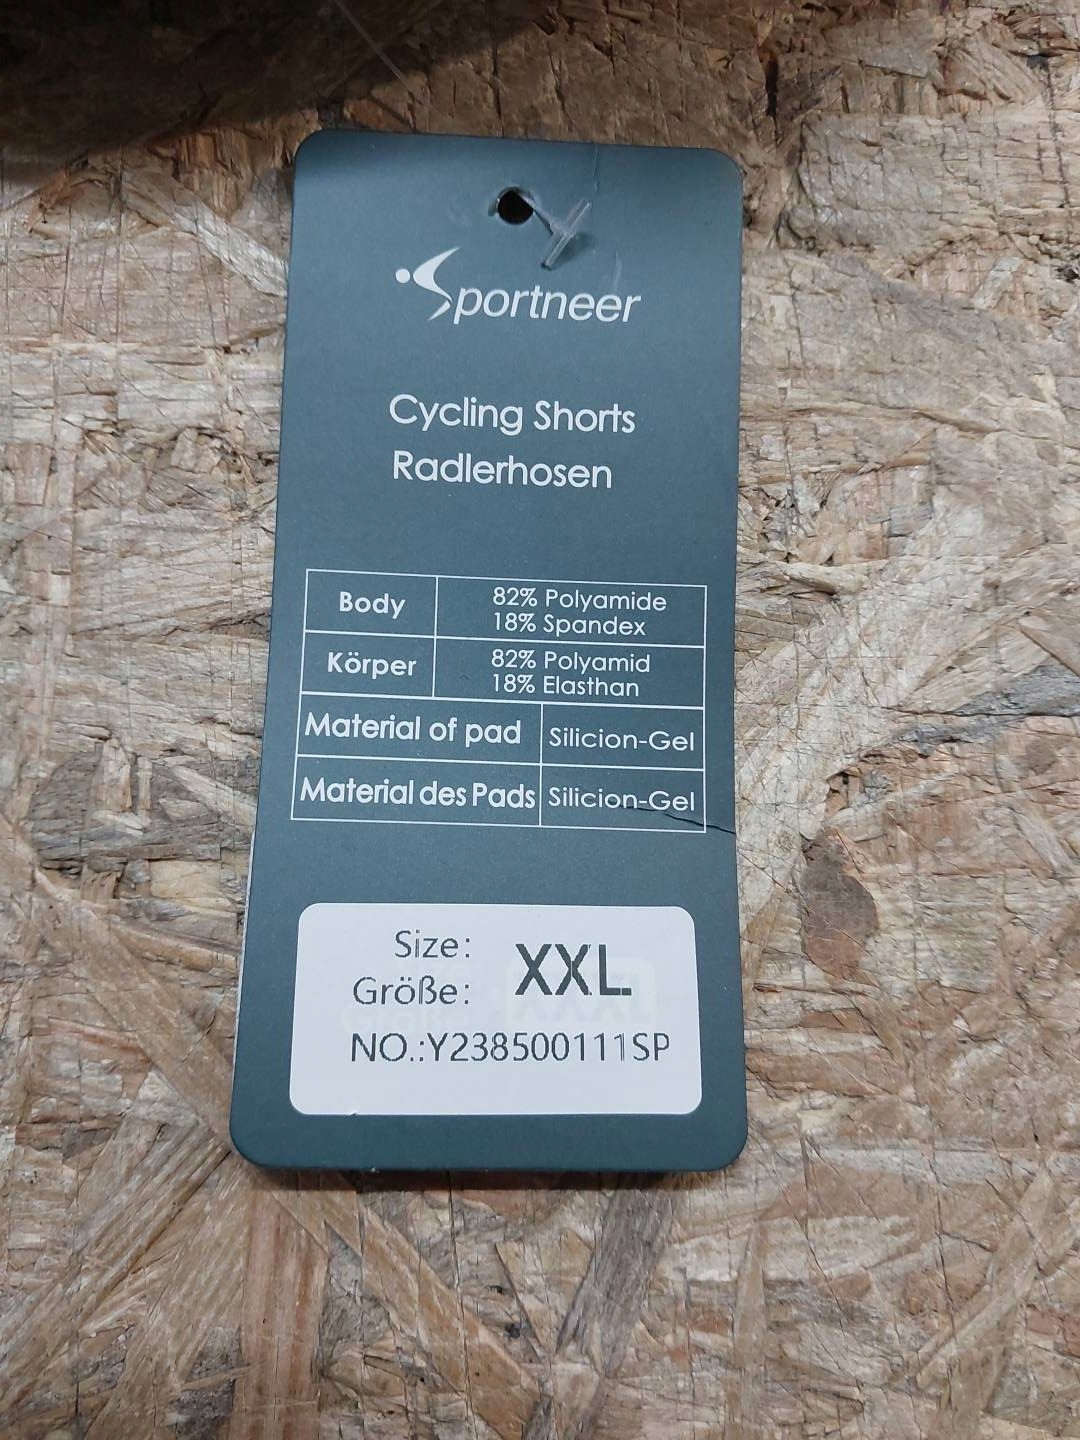 Sportneer
Cycling Shorts
Radlerhosen
Body
82% Polyamide
18% Spandex
Körper
82% Polyamid
18% Elasthan
Material of pad
Silicion-Gel
Material des Pads
Silicion-Gel
Size:
Größe:
XXL
NO.:Y238500111SP